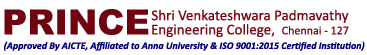 PRINCE Shri Venkateshwara Padmavathy
Engineering College, Chennai - 127
(Approved By AICTE, Affiliated to Anna University & ISO 9001:2015 Certified Institution)